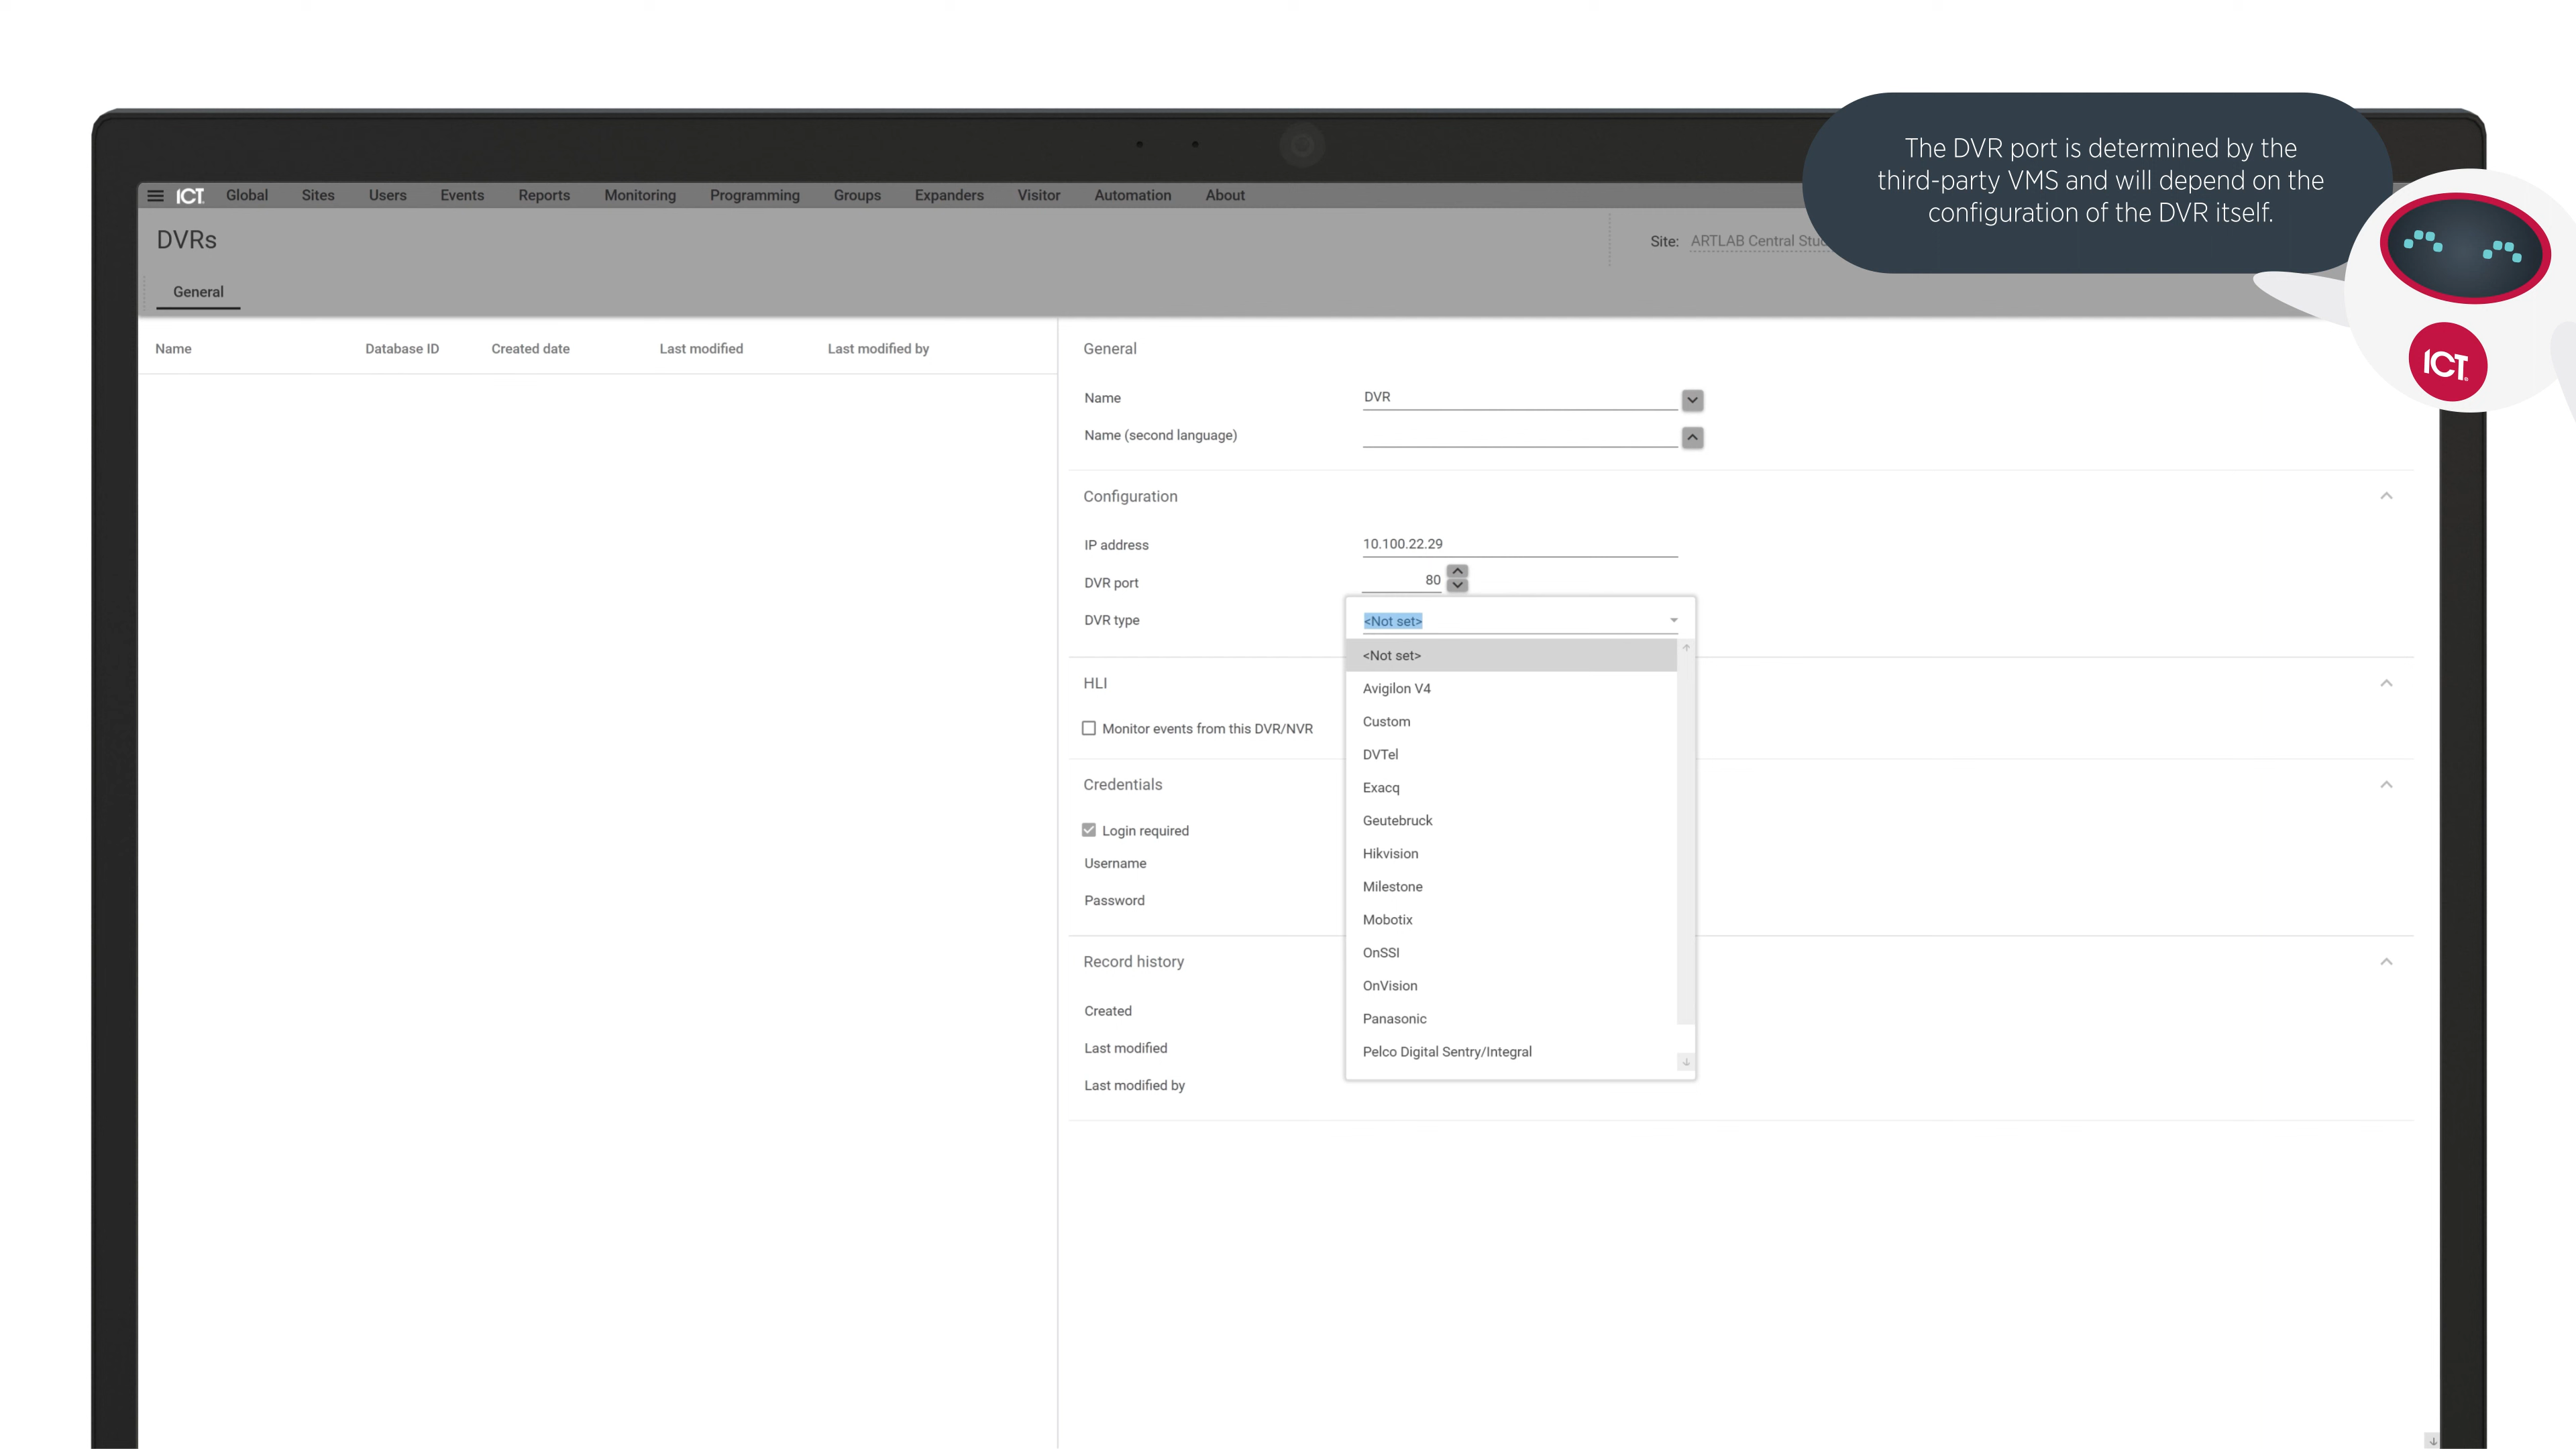 The DVR port is determined by the
third-party VMS and will depend on the
configuration of the DVR itself.
ICT Global Sites Users Events Reports Monitoring Programming Groups Expanders Visitor Automation About
DVRs
Site: ARTLAB Central
General
ICT
Name Database ID Created date Last modified Last modified by
General
Name DVR
Name (second language)
Configuration
IP address 10.100.22.29
DVR port 80
DVR type <Not set>
<Not set>
Avigilon V4
Custom
DVTel
Exacq
Geutebruck
Hikvision
Milestone
Mobotix
OnSSI
OnVision
Panasonic
Pelco Digital Sentry/Integral
HLI
Monitor events from this DVR/NVR
Credentials
Login required
Username
Password
Record history
Created
Last modified
Last modified by